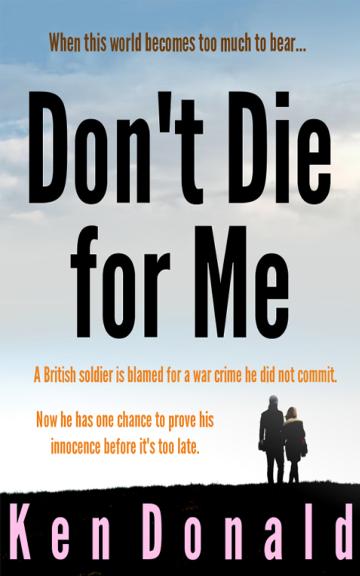 When this world becomes too much to bear...
Don't Die
for Me
A British soldier is blamed for a war crime he did not commit.
Now he has one chance to prove his
innocence before it's too late.
Ken Donald